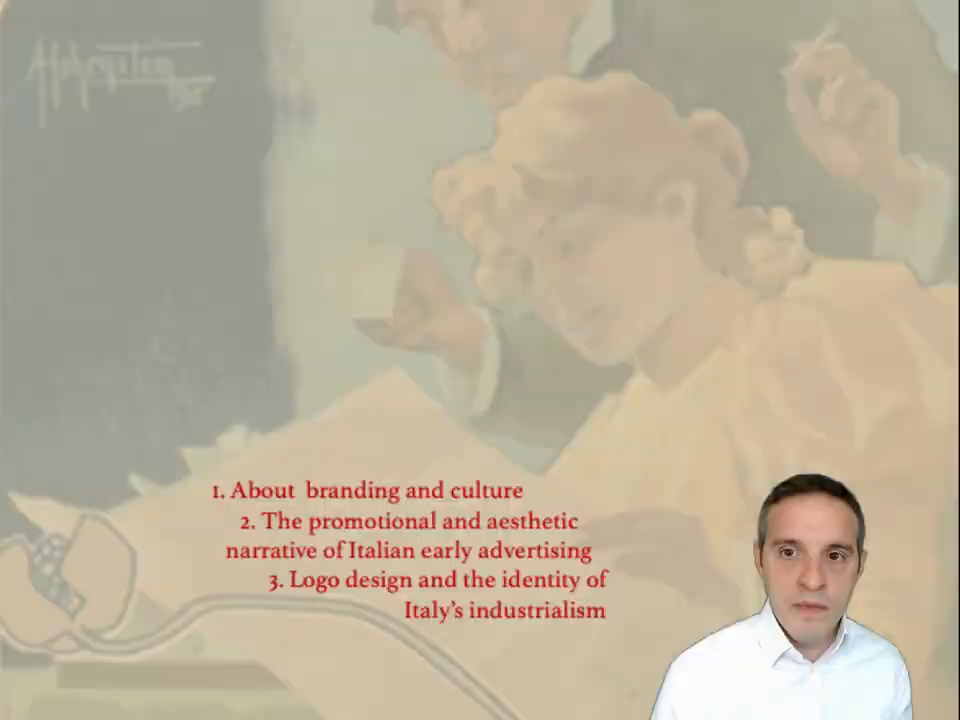 1. About branding and culture
2. The promotional and aesthetic
narrative of Italian early advertising
3. Logo design and the identity of
Italy's industrialism